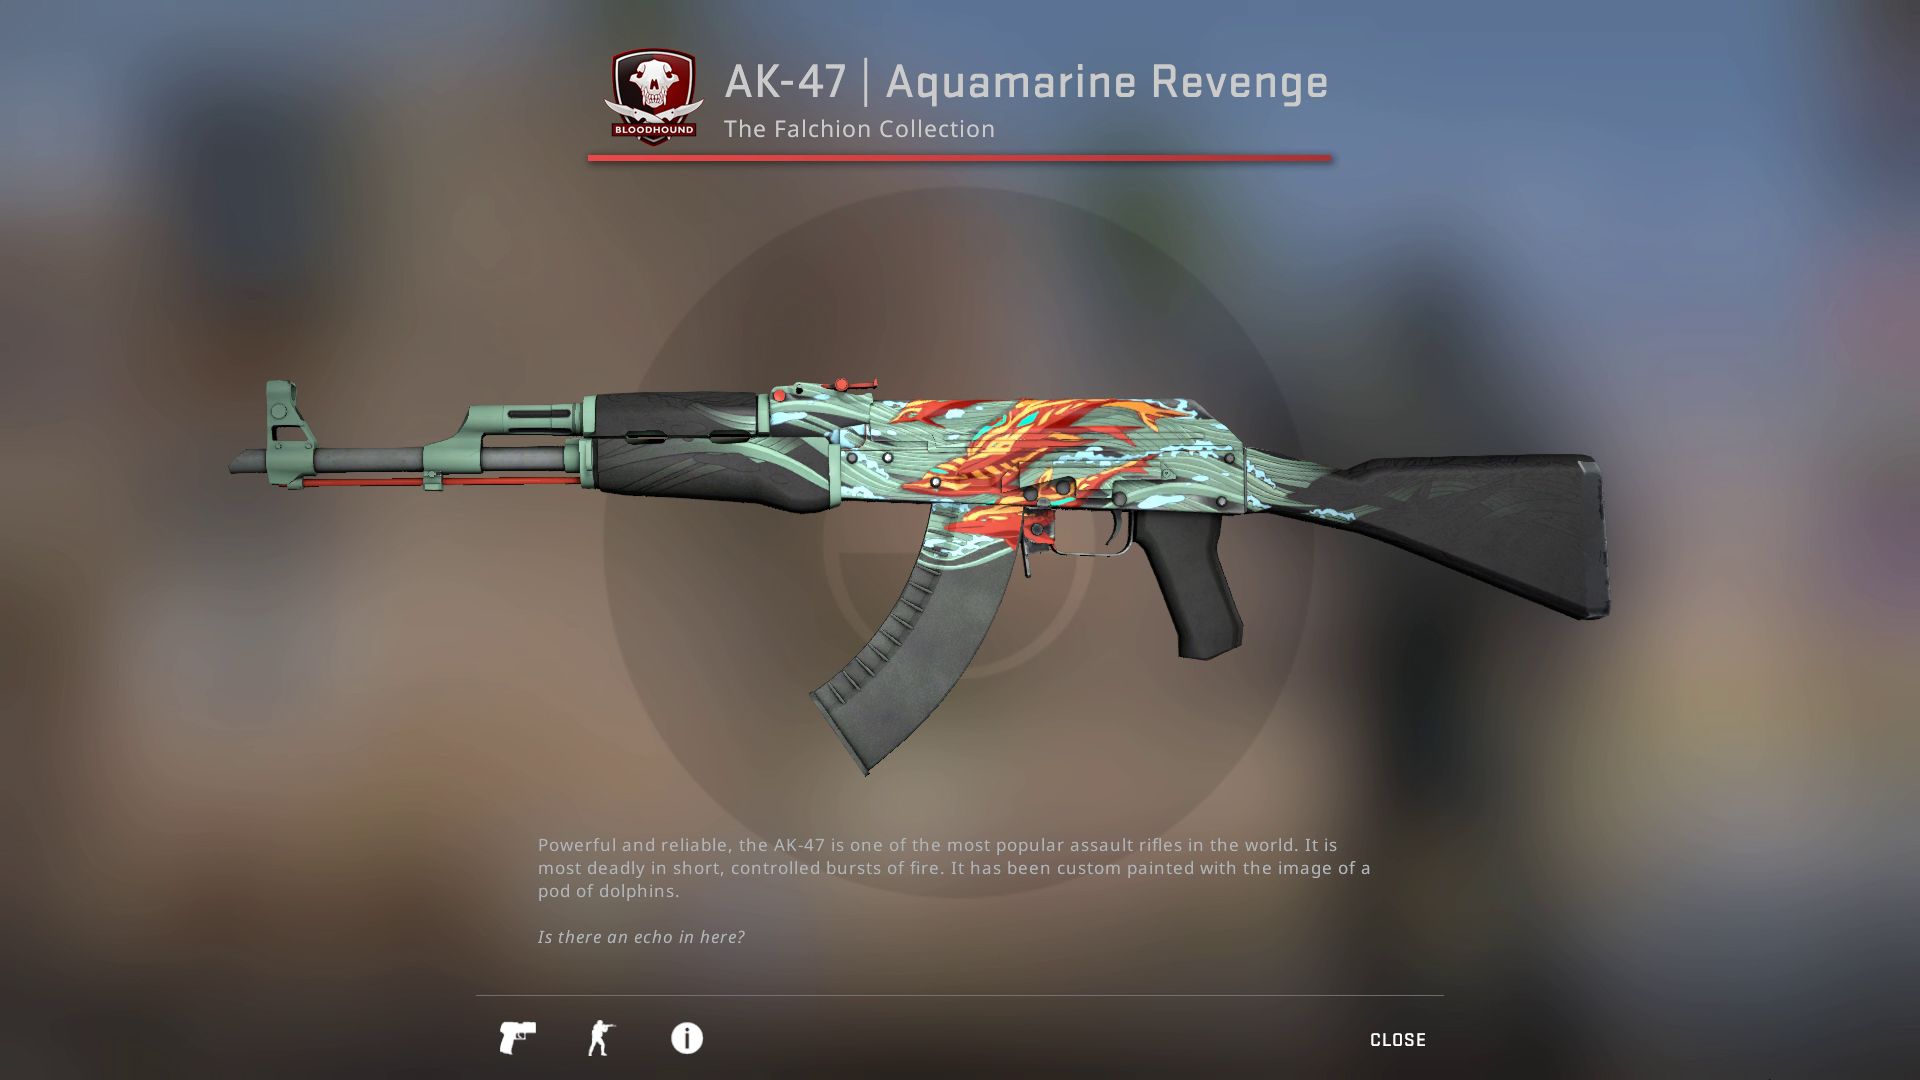 AK-47 | Aquamarine Revenge
BLOODHOUND
The Falchion Collection
Powerful and reliable, the AK-47 is one of the most popular assault rifles in the world. It is
most deadly in short, controlled bursts of fire. It has been custom painted with the image of a
pod of dolphins.
Is there an echo in here?
CLOSE